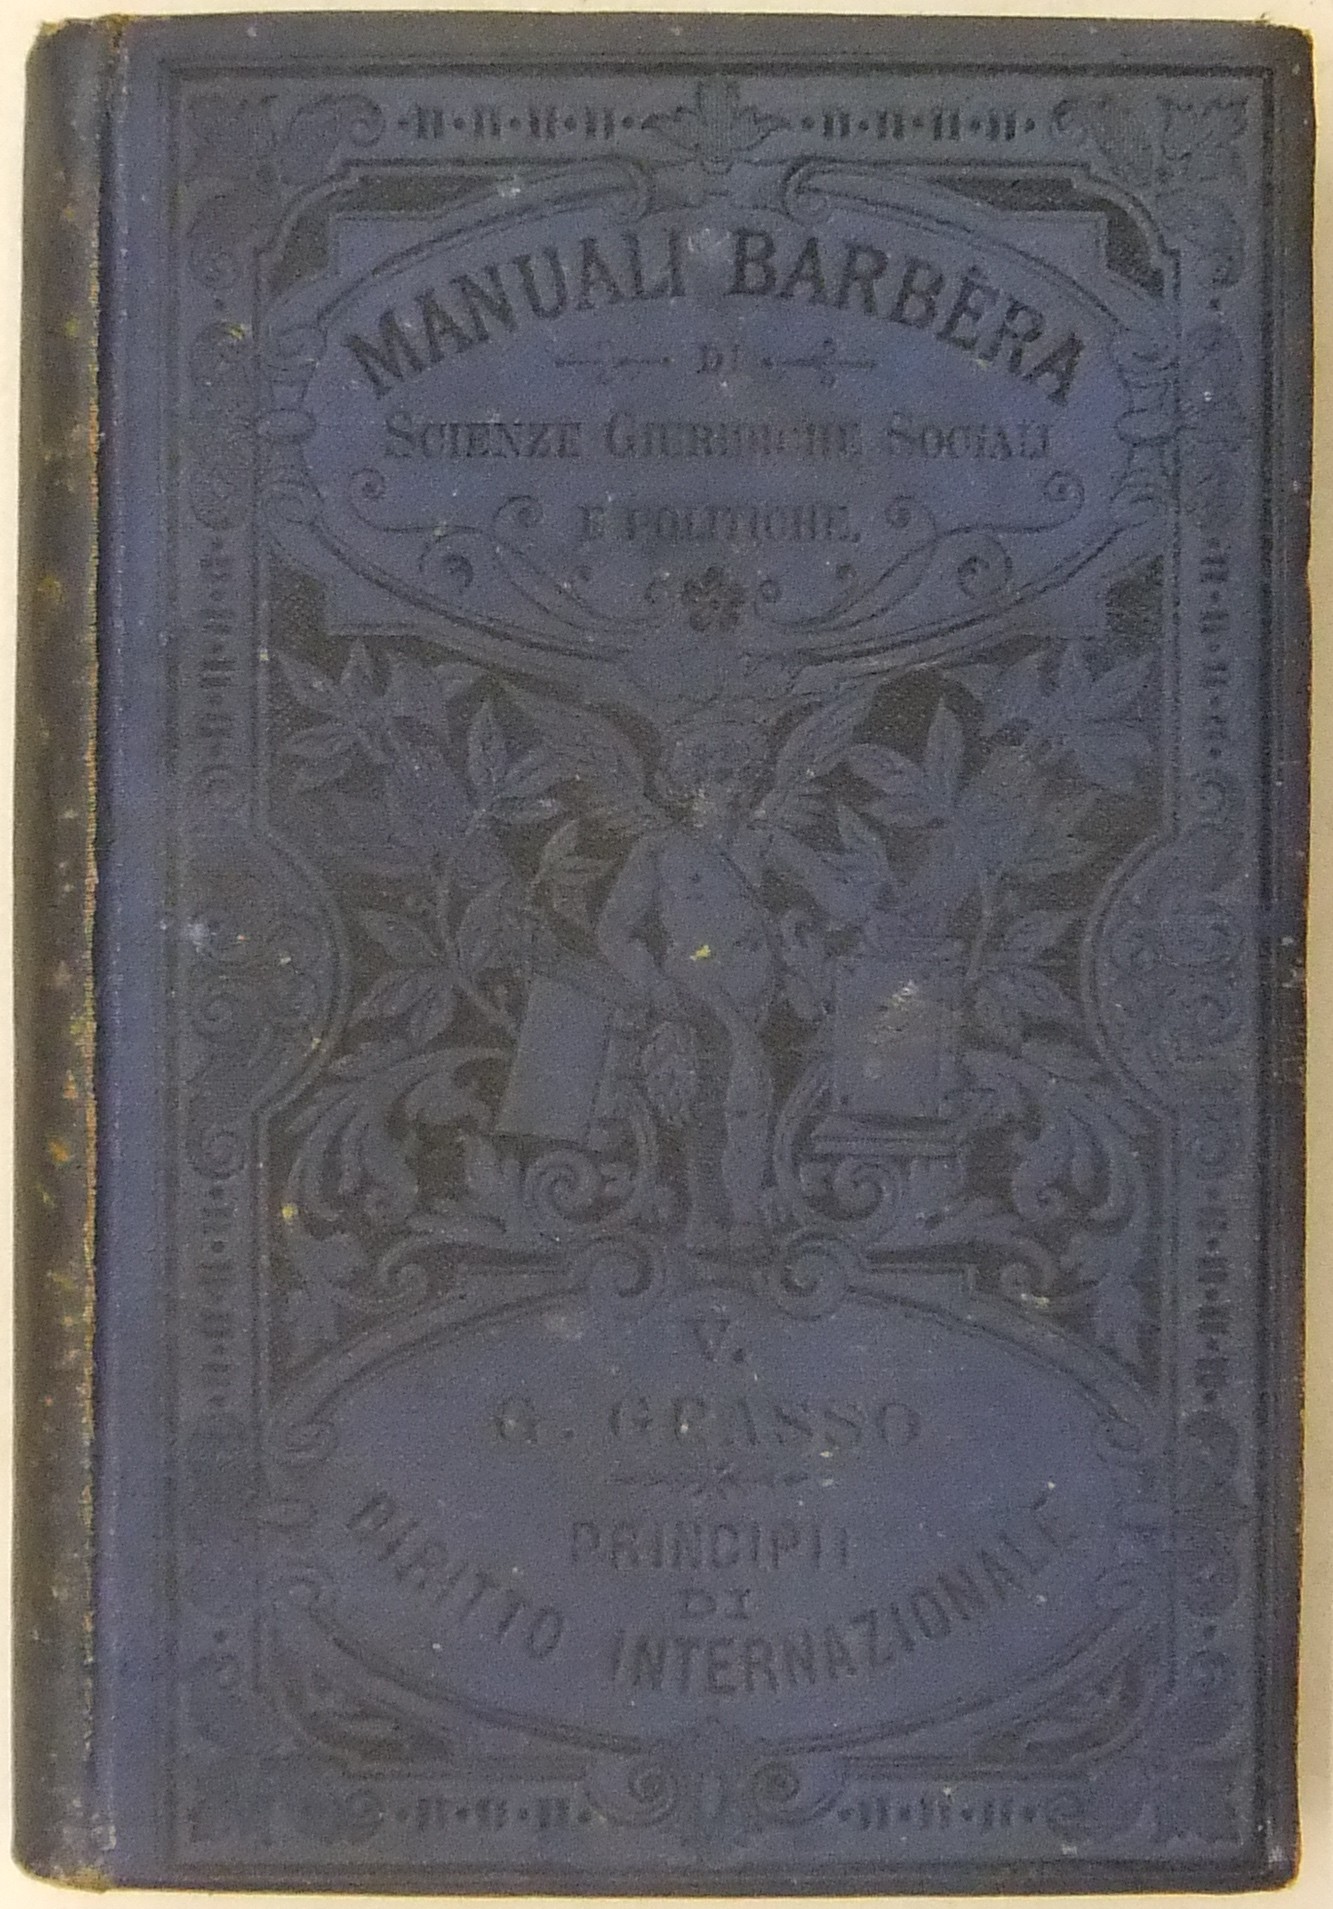 MANUALI BARBÈRA
DI
SCIENZE GIURIDICHE SOCIALI
E POLITICHE.
V.
G. GRASSO
PRINCIPII
DI
DIRITTO INTERNAZIONALE